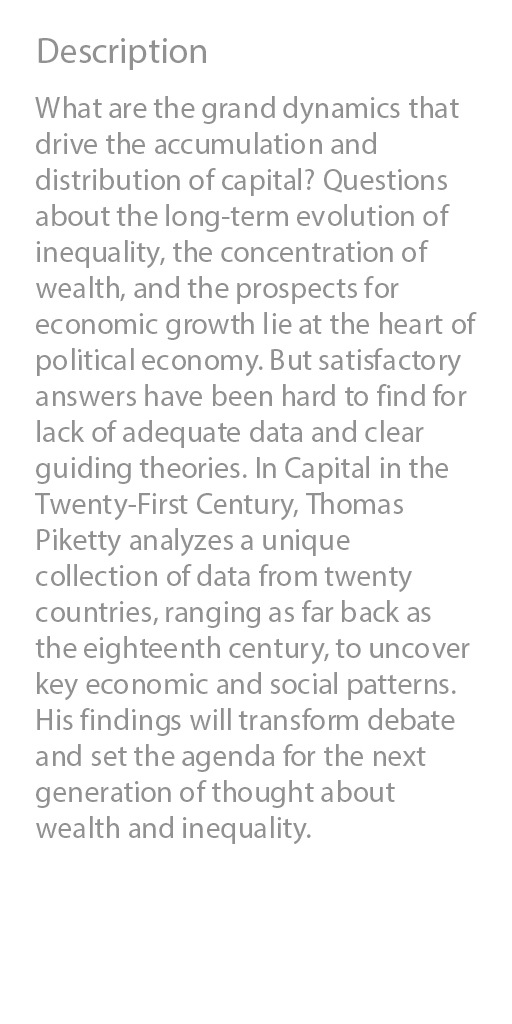 Description
What are the grand dynamics that
drive the accumulation and
distribution of capital? Questions
about the long-term evolution of
inequality, the concentration of
wealth, and the prospects for
economic growth lie at the heart of
political economy. But satisfactory
answers have been hard to find for
lack of adequate data and clear
guiding theories. In Capital in the
Twenty-First Century, Thomas
Piketty analyzes a unique
collection of data from twenty
countries, ranging as far back as
the eighteenth century, to uncover
key economic and social patterns.
His findings will transform debate
and set the agenda for the next
generation of thought about
wealth and inequality.